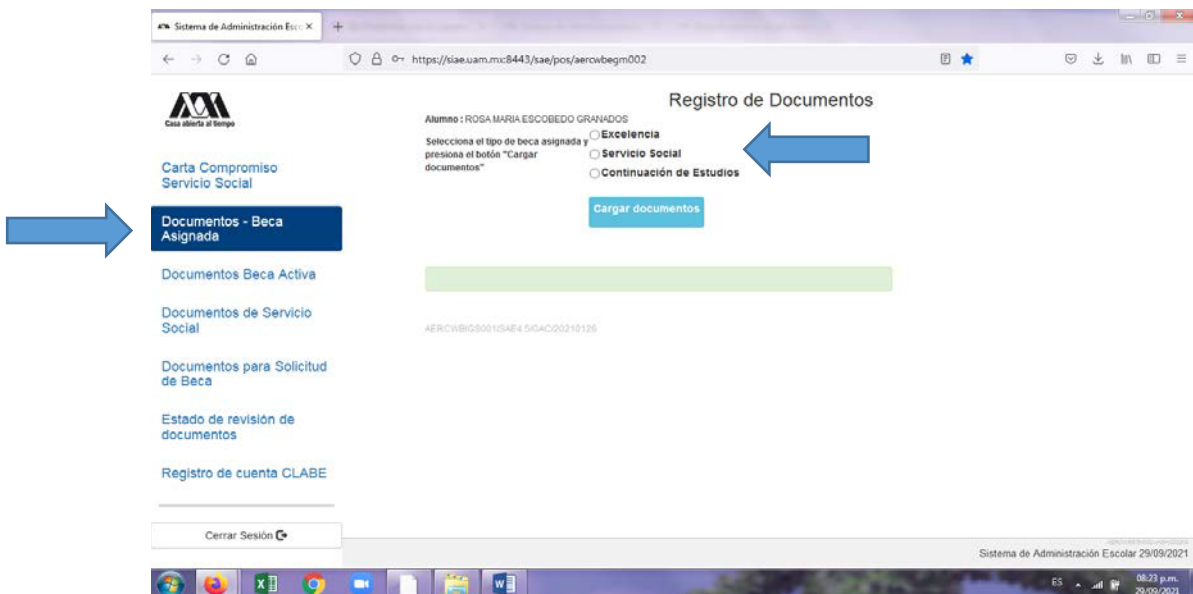 Sistema de Administración Esc
https://siae.uam.mx:8443/sae/pos/aercwbegm002
Casa abierta al tiempo
Registro de Documentos
Alumno : ROSA MARIA ESCOBEDO GRANADOS
Selecciona el tipo de beca asignada y
presiona el botón "Cargar
documentos"
Excelencia
Servicio Social
Continuación de Estudios
Cargar documentos
Carta Compromiso
Servicio Social
Documentos - Beca
Asignada
Documentos Beca Activa
Documentos de Servicio
Social
Documentos para Solicitud
de Beca
Estado de revisión de
documentos
Registro de cuenta CLABE
Cerrar Sesión
Sistema de Administración Escolar 29/09/2021
ES
08:23 p.m.
29/09/2021